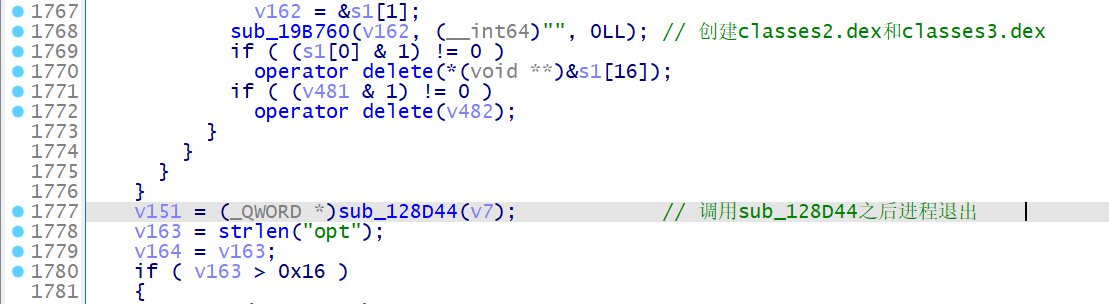 1767 v162 = &s1[1];
1768 sub_19B760(v162, (__int64)"", 0LL); // 创建classes2.dex和classes3.dex
1769 if ( (s1[0] & 1) != 0 )
1770 operator delete(*(void **)&s1[16]);
1771 if ( (v481 & 1) != 0 )
1772 operator delete(v482);
1773 }
1774 }
1775 }
1776 }
1777 v151 = (_QWORD *)sub_128D44(v7); // 调用sub_128D44之后进程退出
1778 v163 = strlen("opt");
1779 v164 = v163;
1780 if ( v163 > 0x16 )
1781 {